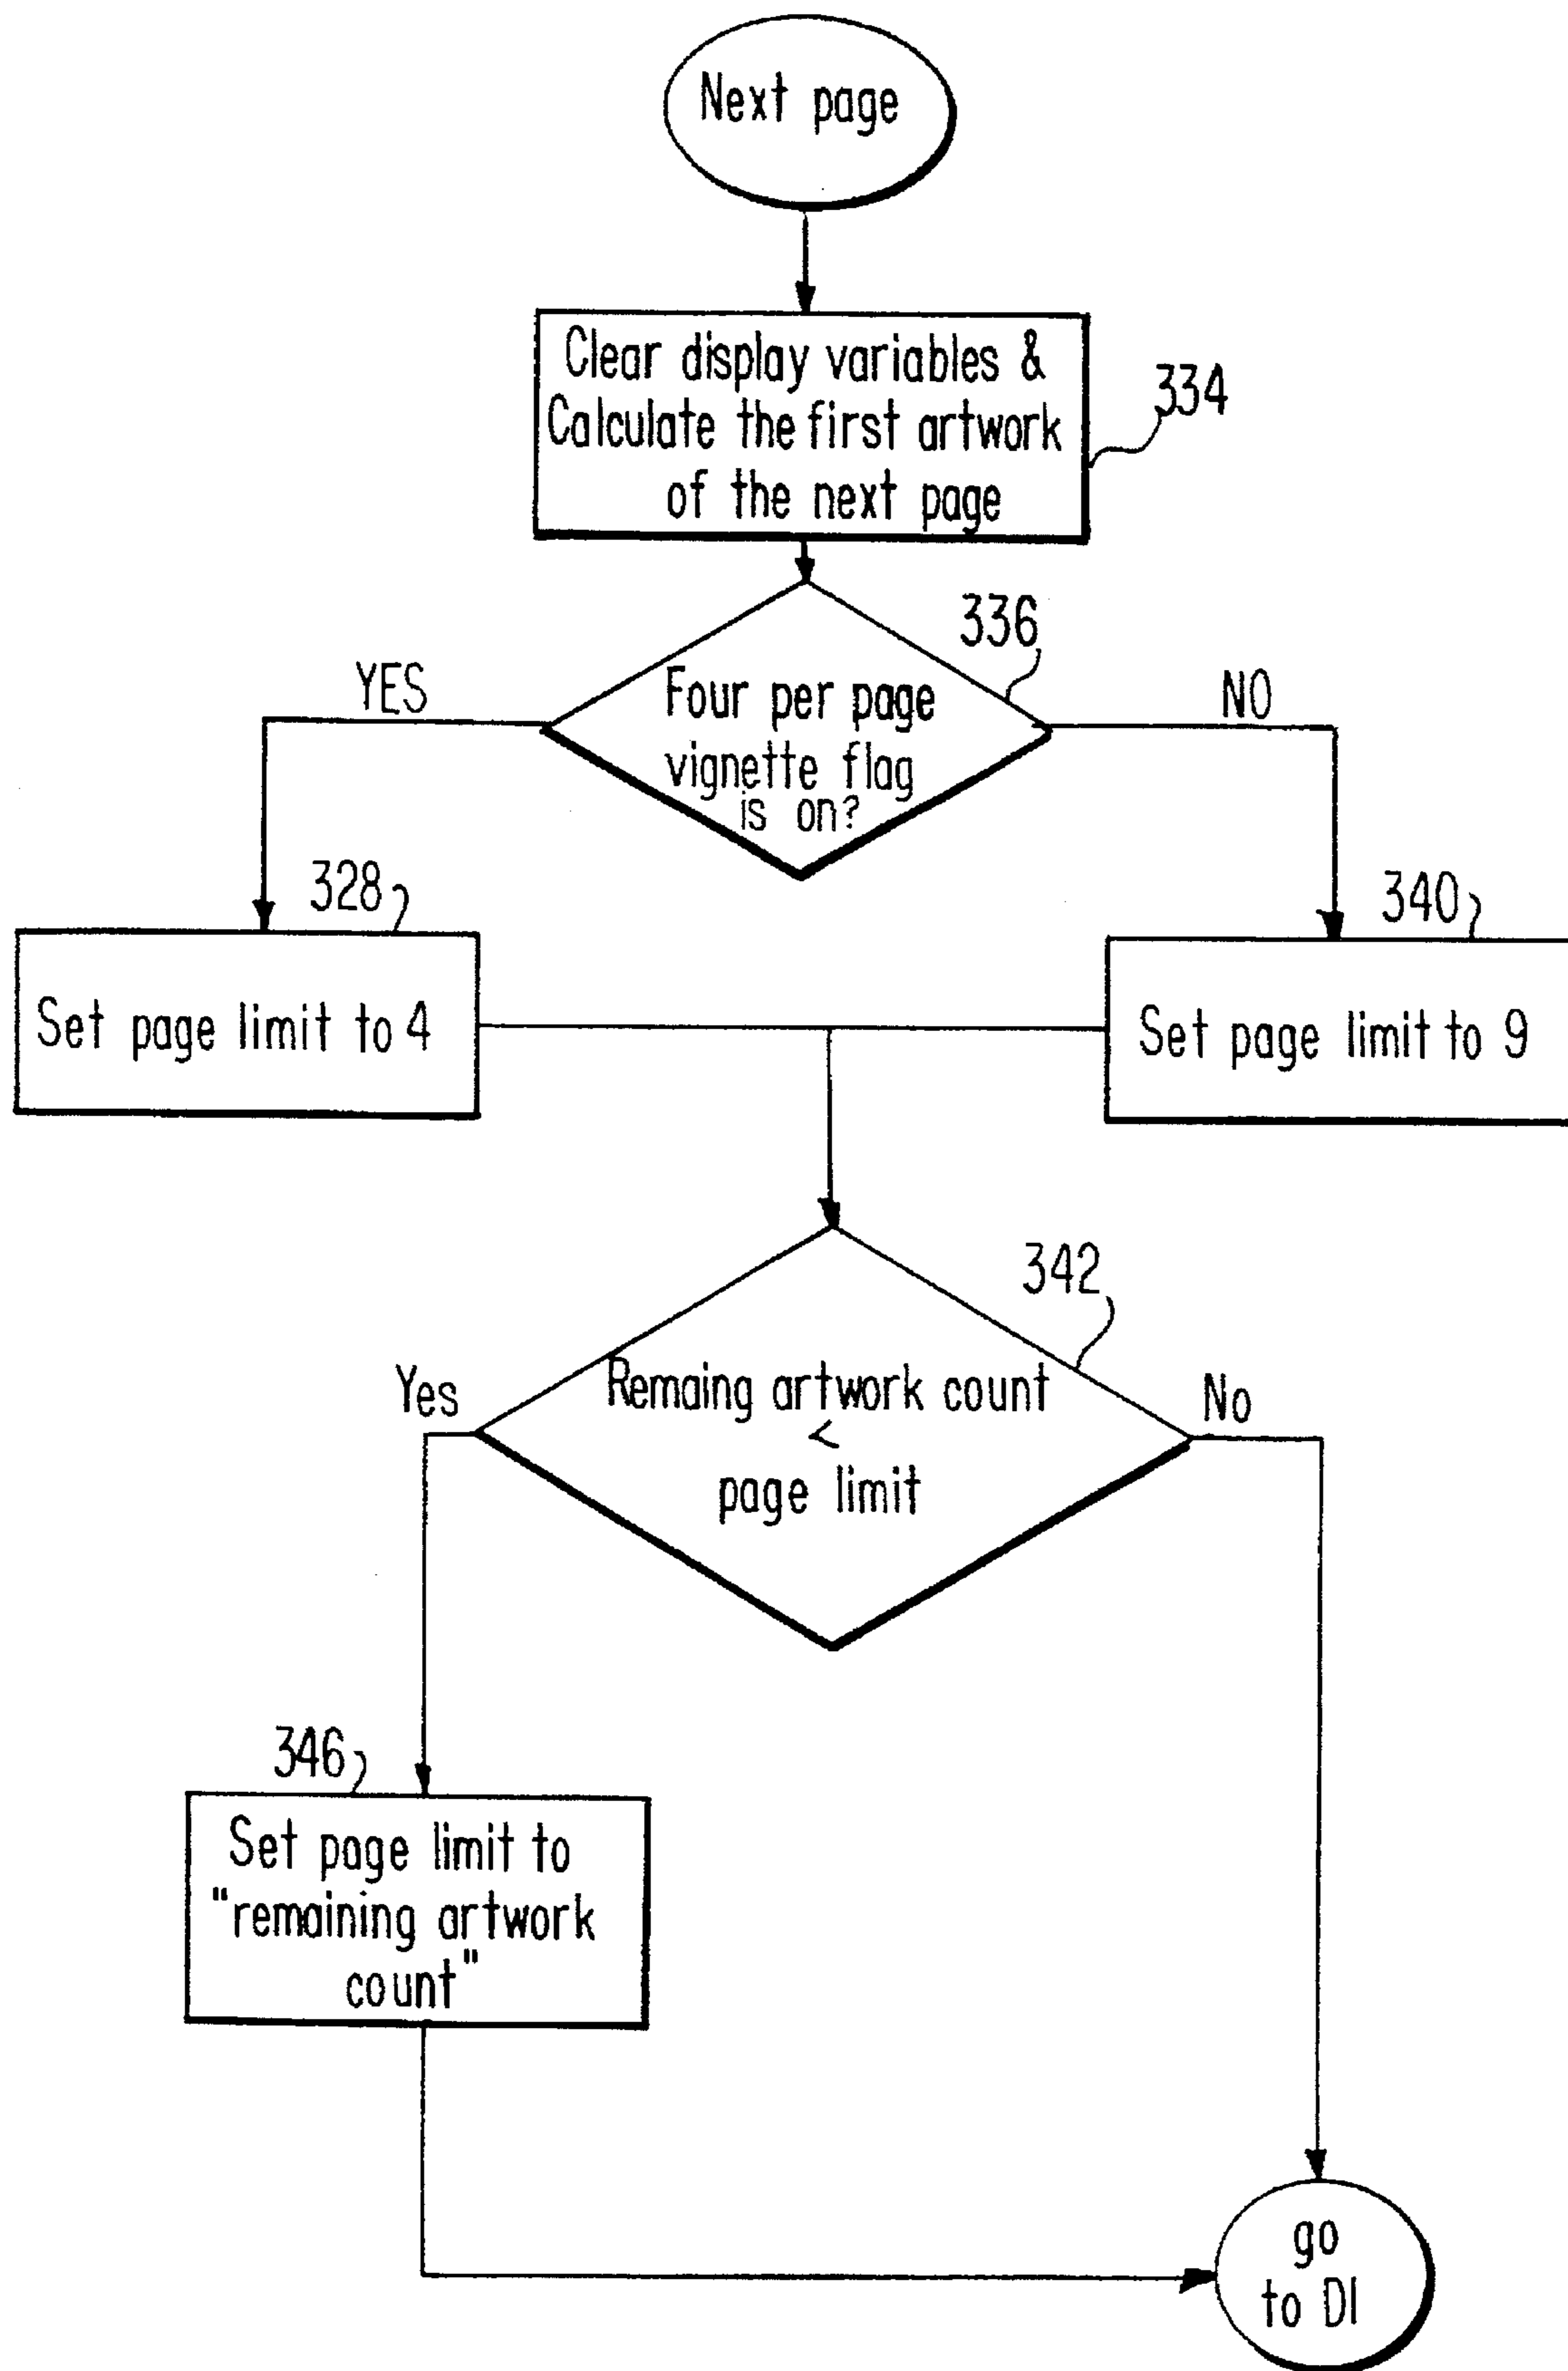 Next page
Clear display variables &
Calculate the first artwork
of the next page
334
336
Four per page
vignette flag
is on?
YES
NO
328
Set page limit to 4
340
Set page limit to 9
342
Remaing artwork count
<
page limit
Yes
No
346
Set page limit to
"remaining artwork
count"
go
to DI